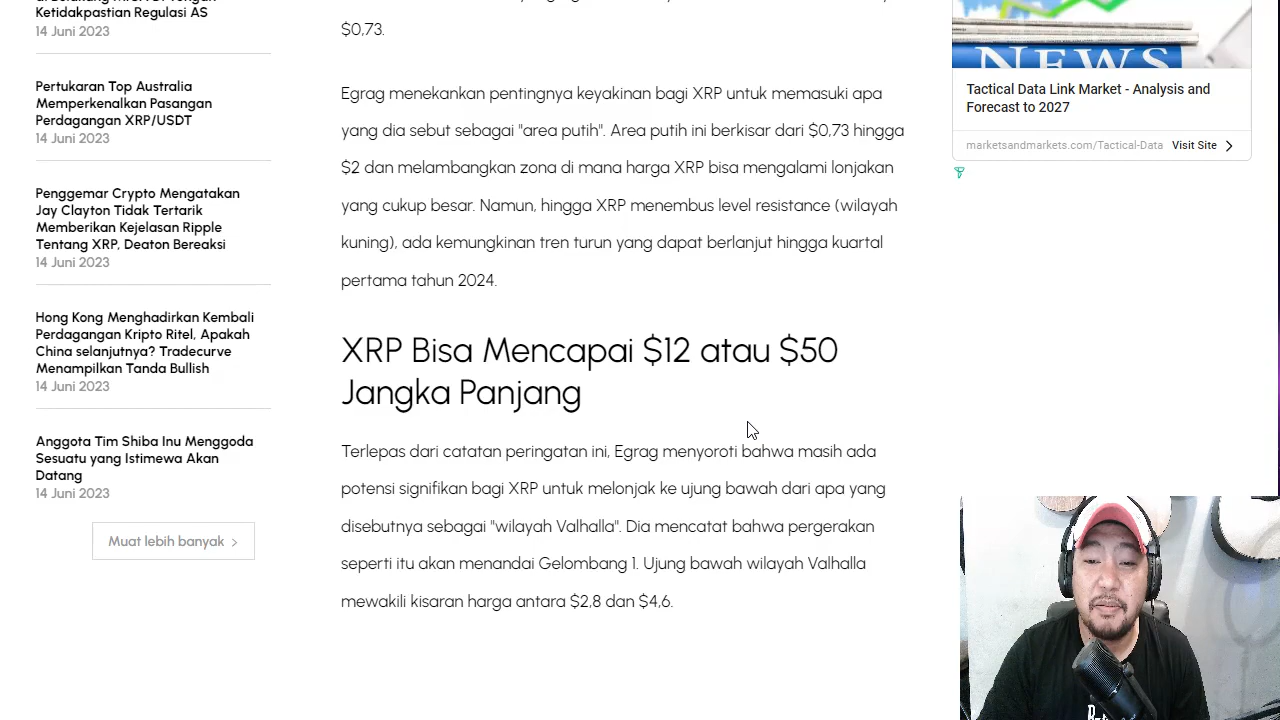 Ketidakpastian Regulasi AS
14 Juni 2023
Pertukaran Top Australia
Memperkenalkan Pasangan
Perdagangan XRP/USDT
14 Juni 2023
Penggemar Crypto Mengatakan
Jay Clayton Tidak Tertarik
Memberikan Kejelasan Ripple
Tentang XRP, Deaton Bereaksi
14 Juni 2023
Hong Kong Menghadirkan Kembali
Perdagangan Kripto Ritel, Apakah
China selanjutnya? Tradecurve
Menampilkan Tanda Bullish
14 Juni 2023
Anggota Tim Shiba Inu Menggoda
Sesuatu yang Istimewa Akan
Datang
14 Juni 2023
Muat lebih banyak
$0,73.
Egrag menekankan pentingnya keyakinan bagi XRP untuk memasuki apa
yang dia sebut sebagai "area putih". Area putih ini berkisar dari $0,73 hingga
$2 dan melambangkan zona di mana harga XRP bisa mengalami lonjakan
yang cukup besar. Namun, hingga XRP menembus level resistance (wilayah
kuning), ada kemungkinan tren turun yang dapat berlanjut hingga kuartal
pertama tahun 2024.
XRP Bisa Mencapai $12 atau $50
Jangka Panjang
Terlepas dari catatan peringatan ini, Egrag menyoroti bahwa masih ada
potensi signifikan bagi XRP untuk melonjak ke ujung bawah dari apa yang
disebutnya sebagai "wilayah Valhalla". Dia mencatat bahwa pergerakan
seperti itu akan menandai Gelombang 1. Ujung bawah wilayah Valhalla
mewakili kisaran harga antara $2,8 dan $4,6.
NEWS
Tactical Data Link Market - Analysis and
Forecast to 2027
marketsandmarkets.com/Tactical-Data
Visit Site